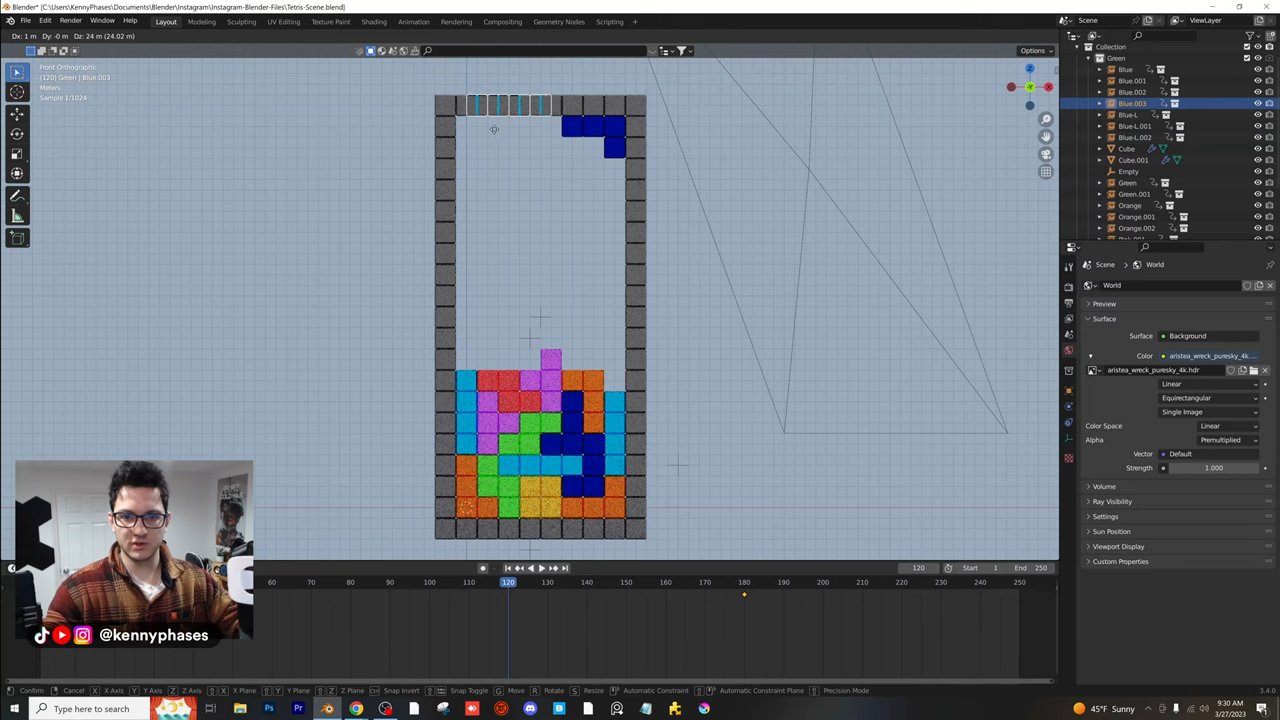 Blender* [C:\Users\KennyPhases\Documents\Blender\Instagram\Instagram-Blender-Files\Tetris-Scene.blend]
File Edit Render Window Help Layout Modeling Sculpting UV Editing Texture Paint Shading Animation Rendering Compositing Geometry Nodes Scripting Scene ViewLayer
Dx: 1 m Dy: -0 m Dz: 24 m (24.02 m)
Options
Front Orthographic
(120) Green | Blue.003
Meters
Sample 1/1024
Z
Y
X
Collection
Green
Blue
Blue.001
Blue.002
Blue.003
Blue-L
Blue-L.001
Blue-L.002
Cube
Cube.001
Empty
Green
Green.001
Orange
Orange.001
Orange.002
Scene World
World
Preview
Surface
Surface Background
Color aristea_wreck_puresky_4k....
aristea_wreck_puresky_4k.hdr
Linear
Equirectangular
Single Image
Color Space Linear
Alpha Premultiplied
Vector Default
Strength 1.000
Volume
Ray Visibility
Settings
Sun Position
Viewport Display
Custom Properties
120 Start 1 End 250
60 70 80 90 100 110 120 130 140 150 160 170 180 190 200 210 220 230 240 250
@kennyphases
Confirm Cancel X X Axis Y Y Axis Z Z Axis X X Plane Y Y Plane Z Z Plane Snap Invert Snap Toggle G Move R Rotate S Resize Automatic Constraint Automatic Constraint Plane Precision Mode 3.4.0
Type here to search
45°F Sunny
9:30 AM
3/27/2023